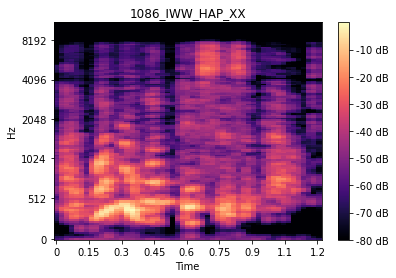 1086_IWW_HAP_XX
8192
4096
2048
1024
512
0
Hz
0 0.15 0.3 0.45 0.6 0.75 0.9 1.1 1.2
Time
-10 dB
-20 dB
-30 dB
-40 dB
-50 dB
-60 dB
-70 dB
-80 dB